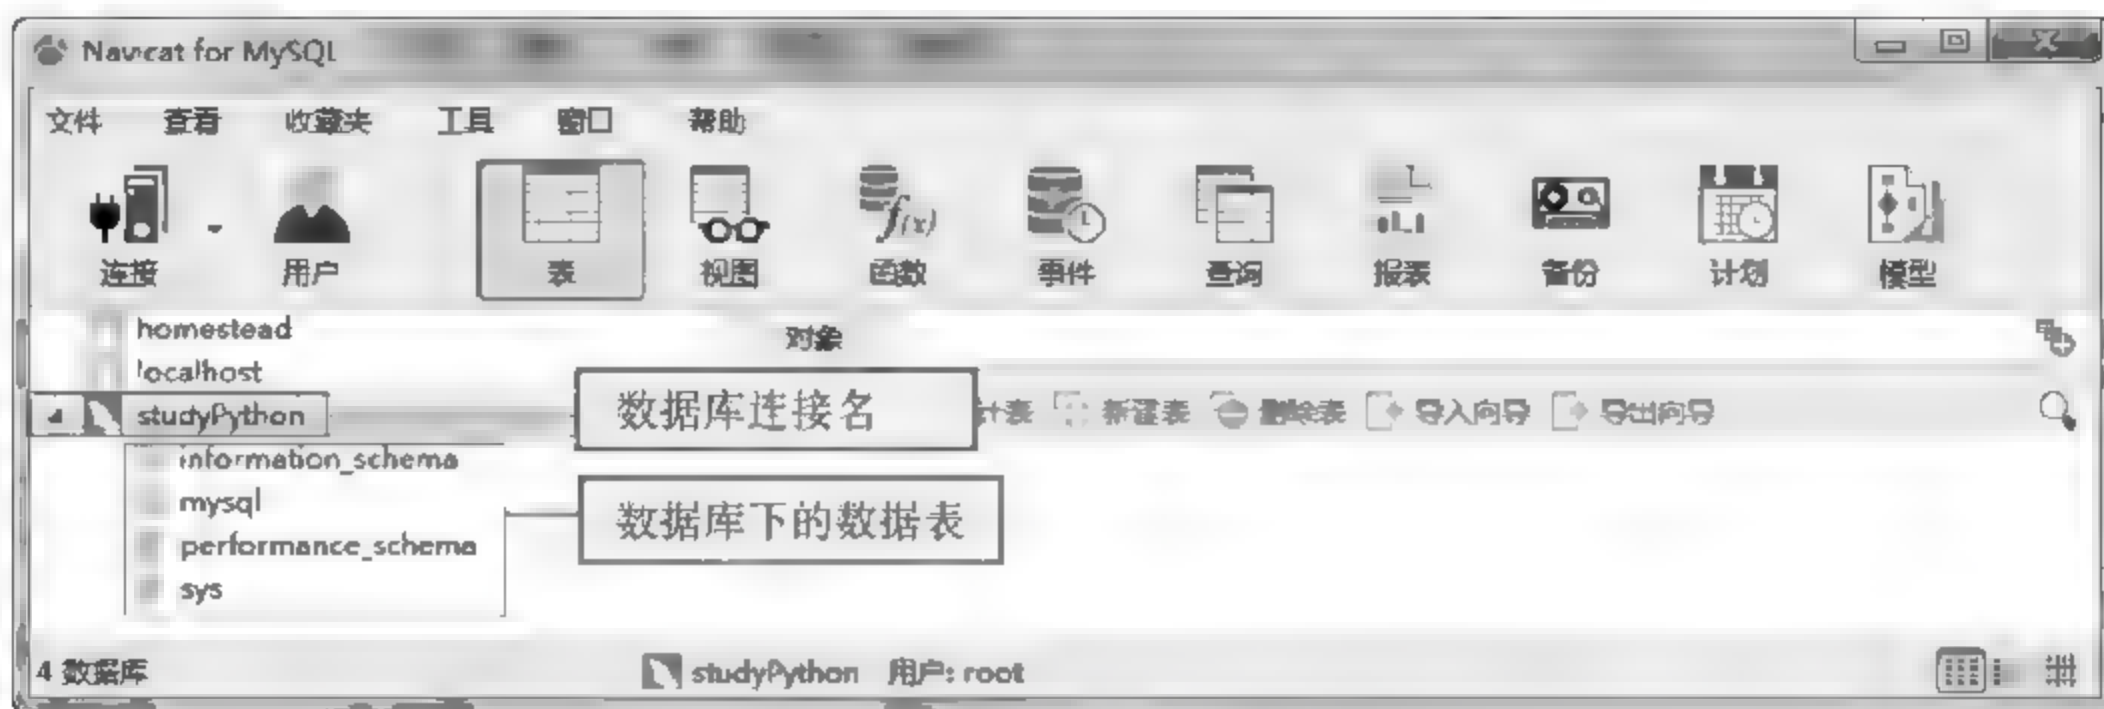 Navicat for MySQL
文件 查看 收藏夹 工具 窗口 帮助
连接 用户 表 视图 函数 事件 查询 报表 备份 计划 模型
homestead
对象
localhost
studyPython
数据库连接名
计表 新建表 删除表 导入向导 导出向导
information_schema
mysql
数据库下的数据表
performance_schema
sys
4 数据库 studyPython 用户: root